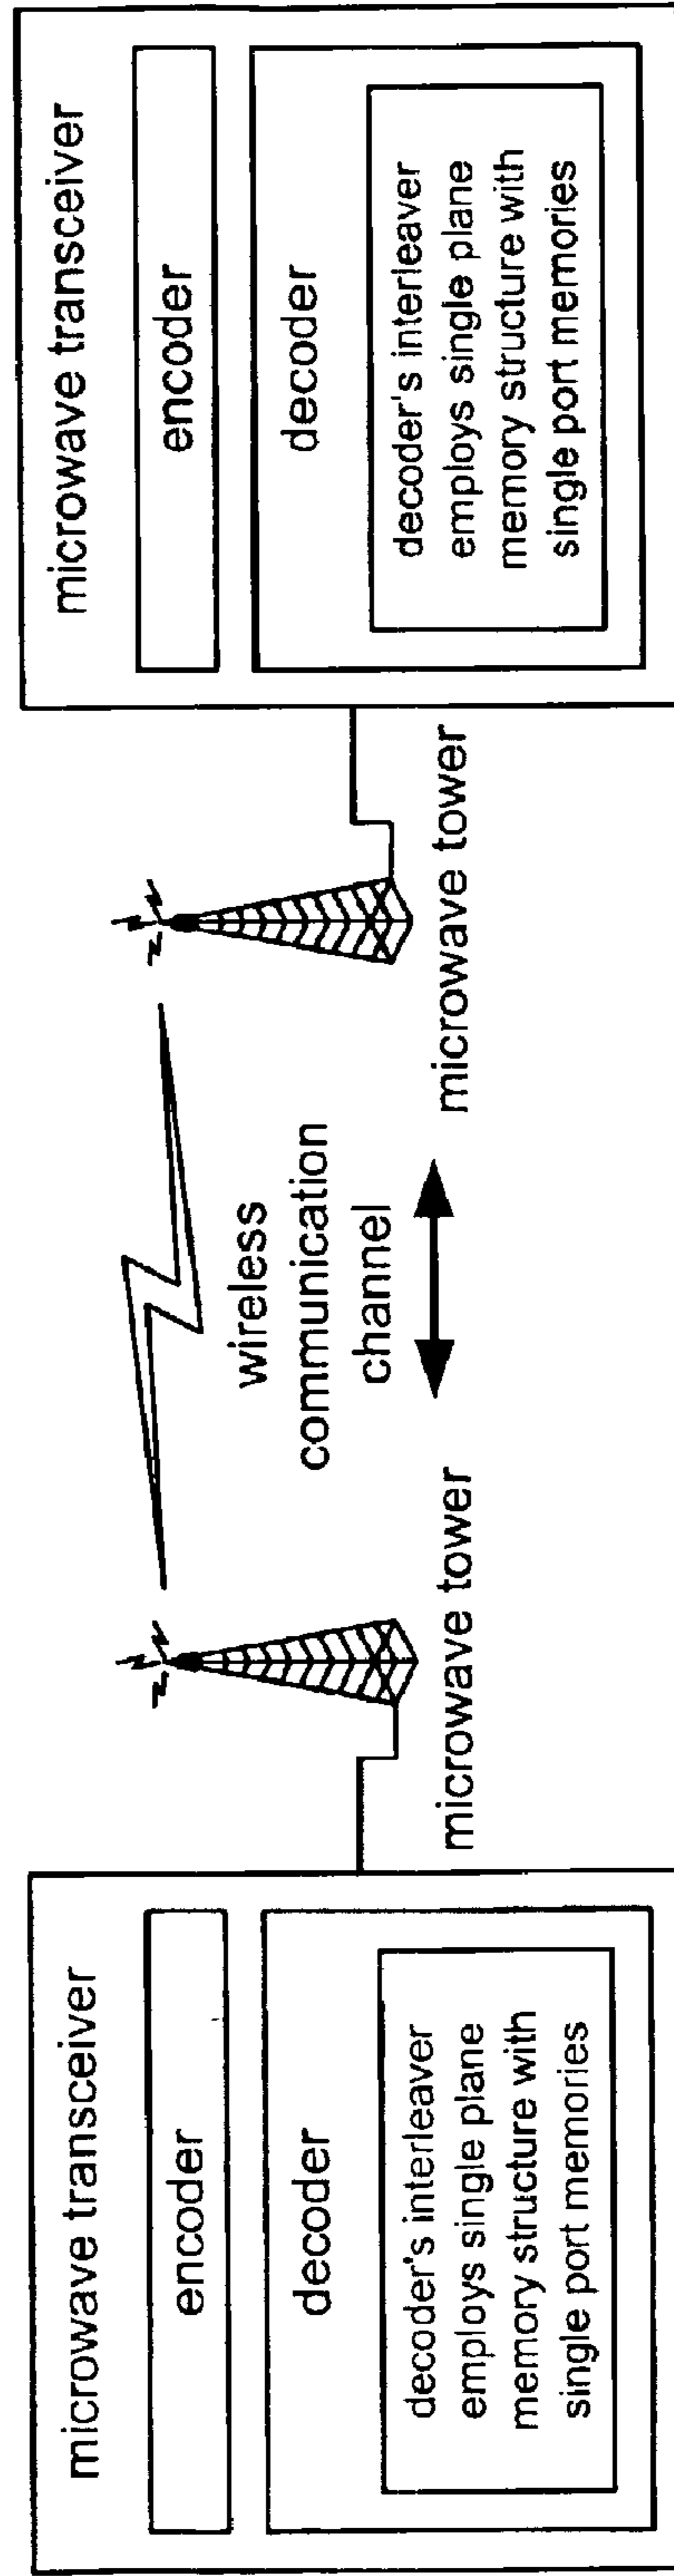 microwave transceiver
encoder
decoder
decoder's interleaver
employs single plane
memory structure with
single port memories
microwave tower
wireless
communication
channel
microwave tower
microwave transceiver
encoder
decoder
decoder's interleaver
employs single plane
memory structure with
single port memories